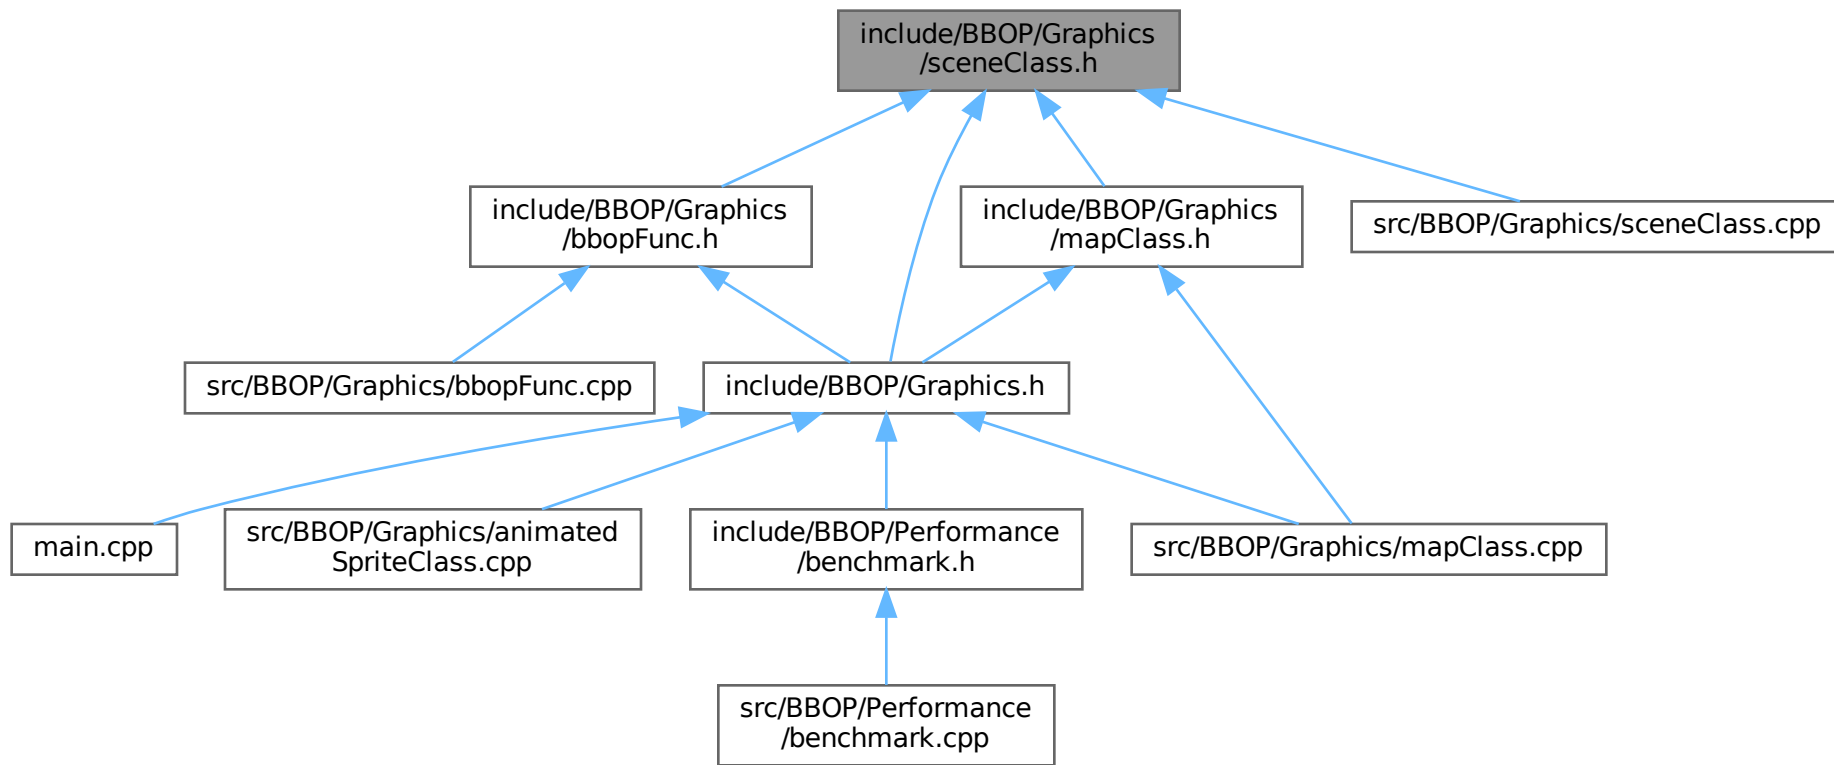 include/BBOP/Graphics
/sceneClass.h
include/BBOP/Graphics
/bbopFunc.h
include/BBOP/Graphics
/mapClass.h
src/BBOP/Graphics/sceneClass.cpp
src/BBOP/Graphics/bbopFunc.cpp
include/BBOP/Graphics.h
main.cpp
src/BBOP/Graphics/animated
SpriteClass.cpp
include/BBOP/Performance
/benchmark.h
src/BBOP/Graphics/mapClass.cpp
src/BBOP/Performance
/benchmark.cpp